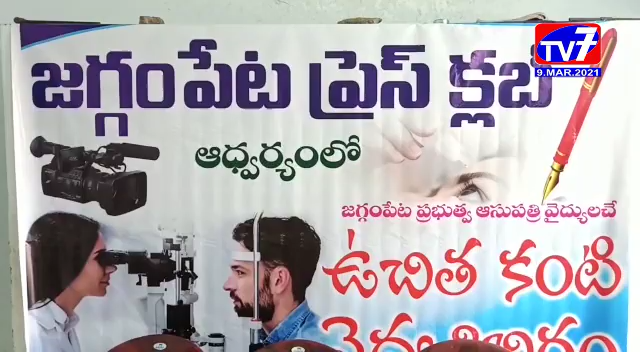 TV7
9.MAR.2021
జగ్గంపేట ప్రెస్ క్లబ్
ఆధ్వర్యంలో
జగ్గంపేట ప్రభుత్వ ఆసుపత్రి వైద్యులచే
ఉచిత కంటి